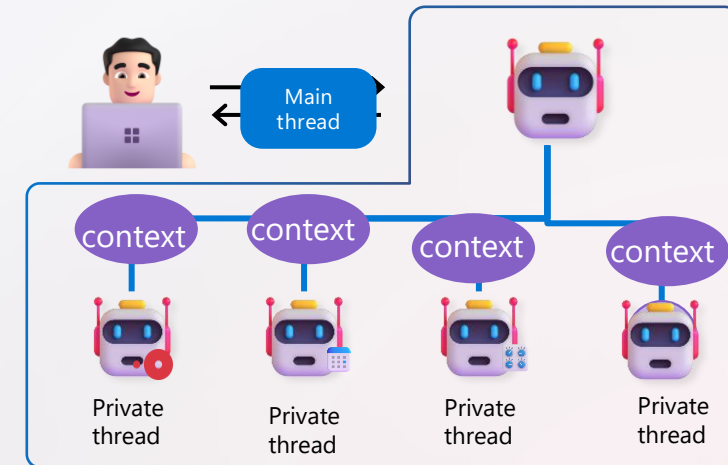 Main
thread
context
context
context
context
Private
thread
Private
thread
Private
thread
Private
thread